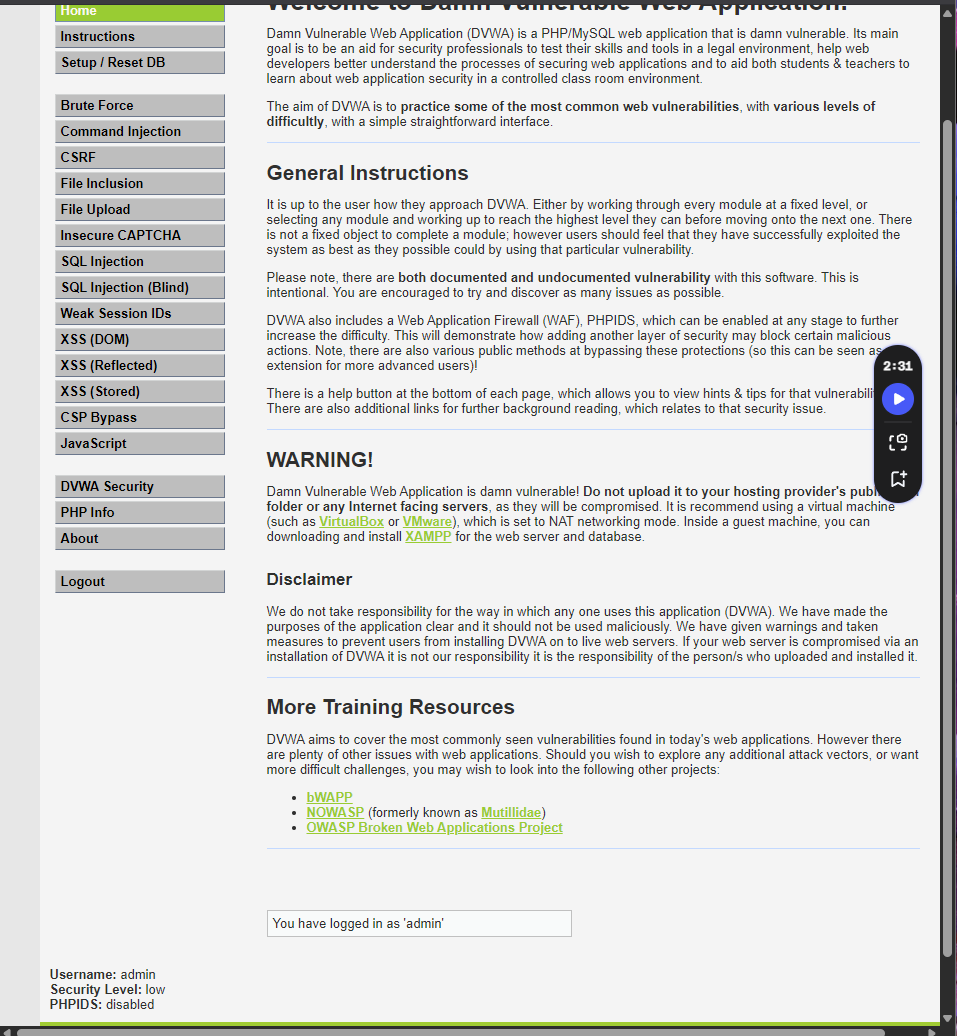 Home
Instructions
Setup / Reset DB
Brute Force
Command Injection
CSRF
File Inclusion
File Upload
Insecure CAPTCHA
SQL Injection
SQL Injection (Blind)
Weak Session IDs
XSS (DOM)
XSS (Reflected)
XSS (Stored)
CSP Bypass
JavaScript
DVWA Security
PHP Info
About
Logout
Welcome to Damn Vulnerable Web Application!
Damn Vulnerable Web Application (DVWA) is a PHP/MySQL web application that is damn vulnerable. Its main
goal is to be an aid for security professionals to test their skills and tools in a legal environment, help web
developers better understand the processes of securing web applications and to aid both students & teachers to
learn about web application security in a controlled class room environment.
The aim of DVWA is to practice some of the most common web vulnerabilities, with various levels of
difficultly, with a simple straightforward interface.
General Instructions
It is up to the user how they approach DVWA. Either by working through every module at a fixed level, or
selecting any module and working up to reach the highest level they can before moving onto the next one. There
is not a fixed object to complete a module; however users should feel that they have successfully exploited the
system as best as they possible could by using that particular vulnerability.
Please note, there are both documented and undocumented vulnerability with this software. This is
intentional. You are encouraged to try and discover as many issues as possible.
DVWA also includes a Web Application Firewall (WAF), PHPIDS, which can be enabled at any stage to further
increase the difficulty. This will demonstrate how adding another layer of security may block certain malicious
actions. Note, there are also various public methods at bypassing these protections (so this can be seen as
extension for more advanced users)!
There is a help button at the bottom of each page, which allows you to view hints & tips for that
There are also additional links for further background reading, which relates to that security issue.
WARNING!
Damn Vulnerable Web Application is damn vulnerable! Do not upload it to your hosting provider's
folder or any Internet facing servers, as they will be compromised. It is recommend using a virtual machine
(such as VirtualBox or VMware), which is set to NAT networking mode. Inside a guest machine, you can
downloading and install XAMPP for the web server and database.
Disclaimer
We do not take responsibility for the way in which any one uses this application (DVWA). We have made the
purposes of the application clear and it should not be used maliciously. We have given warnings and taken
measures to prevent users from installing DVWA on to live web servers. If your web server is compromised via an
installation of DVWA it is not our responsibility it is the responsibility of the person/s who uploaded and installed it.
More Training Resources
DVWA aims to cover the most commonly seen vulnerabilities found in today's web applications. However there
are plenty of other issues with web applications. Should you wish to explore any additional attack vectors, or want
more difficult challenges, you may wish to look into the following other projects:
bWAPP
NOWASP (formerly known as Mutillidae)
OWASP Broken Web Applications Project
You have logged in as 'admin'
Username: admin
Security Level: low
PHPIDS: disabled
2:31